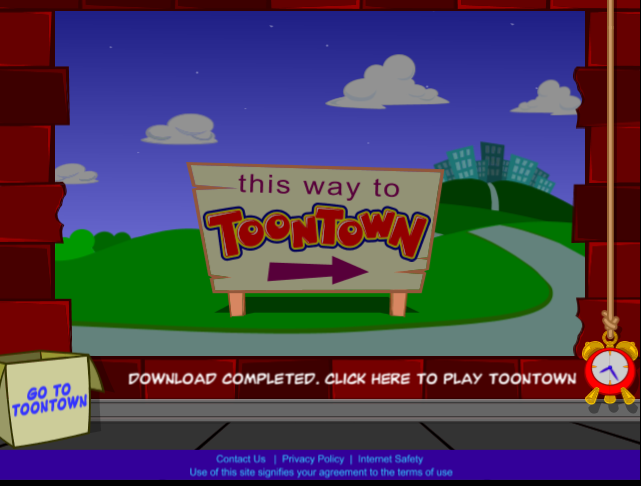 this way to
TOONTOWN
DOWNLOAD COMPLETED. CLICK HERE TO PLAY TOONTOWN
GO TO
TOONTOWN
Contact Us | Privacy Policy | Internet Safety
Use of this site signifies your agreement to the terms of use